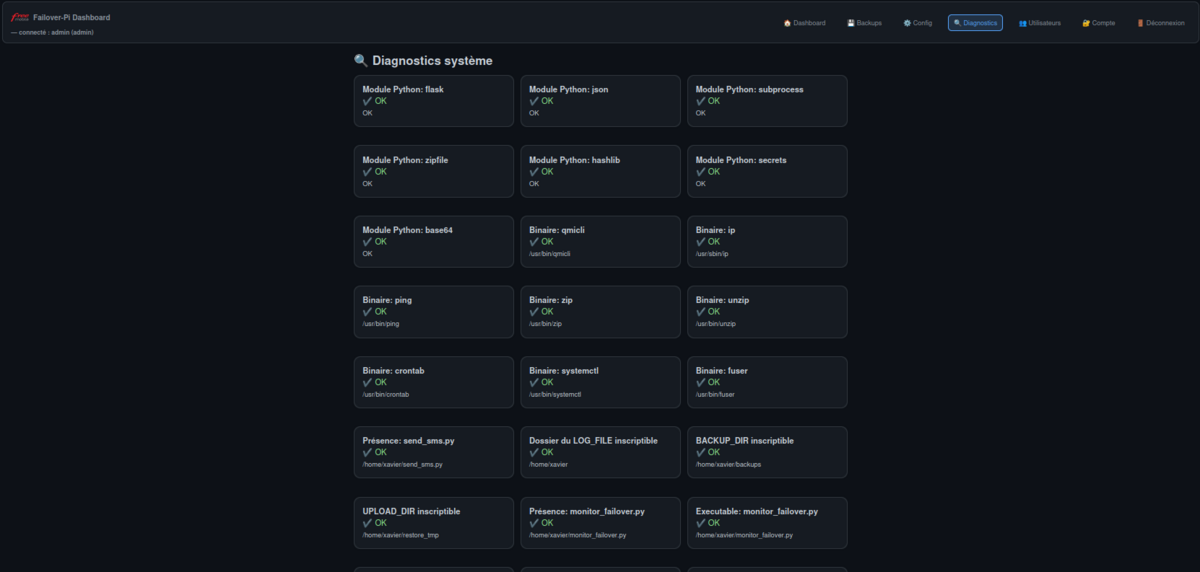 Failover-Pi Dashboard
— connecté : admin (admin)
Dashboard
Backups
Config
Diagnostics
Utilisateurs
Compte
Déconnexion
Diagnostics système
Module Python: flask
OK
OK
Module Python: json
OK
OK
Module Python: subprocess
OK
OK
Module Python: zipfile
OK
OK
Module Python: hashlib
OK
OK
Module Python: secrets
OK
OK
Module Python: base64
OK
OK
Binaire: qmicli
OK
/usr/bin/qmicli
Binaire: ip
OK
/usr/sbin/ip
Binaire: ping
OK
/usr/bin/ping
Binaire: zip
OK
/usr/bin/zip
Binaire: unzip
OK
/usr/bin/unzip
Binaire: crontab
OK
/usr/bin/crontab
Binaire: systemctl
OK
/usr/bin/systemctl
Binaire: fuser
OK
/usr/bin/fuser
Présence: send_sms.py
OK
/home/xavier/send_sms.py
Dossier du LOG_FILE inscriptible
OK
/home/xavier
BACKUP_DIR inscriptible
OK
/home/xavier/backups
UPLOAD_DIR inscriptible
OK
/home/xavier/restore_tmp
Présence: monitor_failover.py
OK
/home/xavier/monitor_failover.py
Executable: monitor_failover.py
OK
/home/xavier/monitor_failover.py